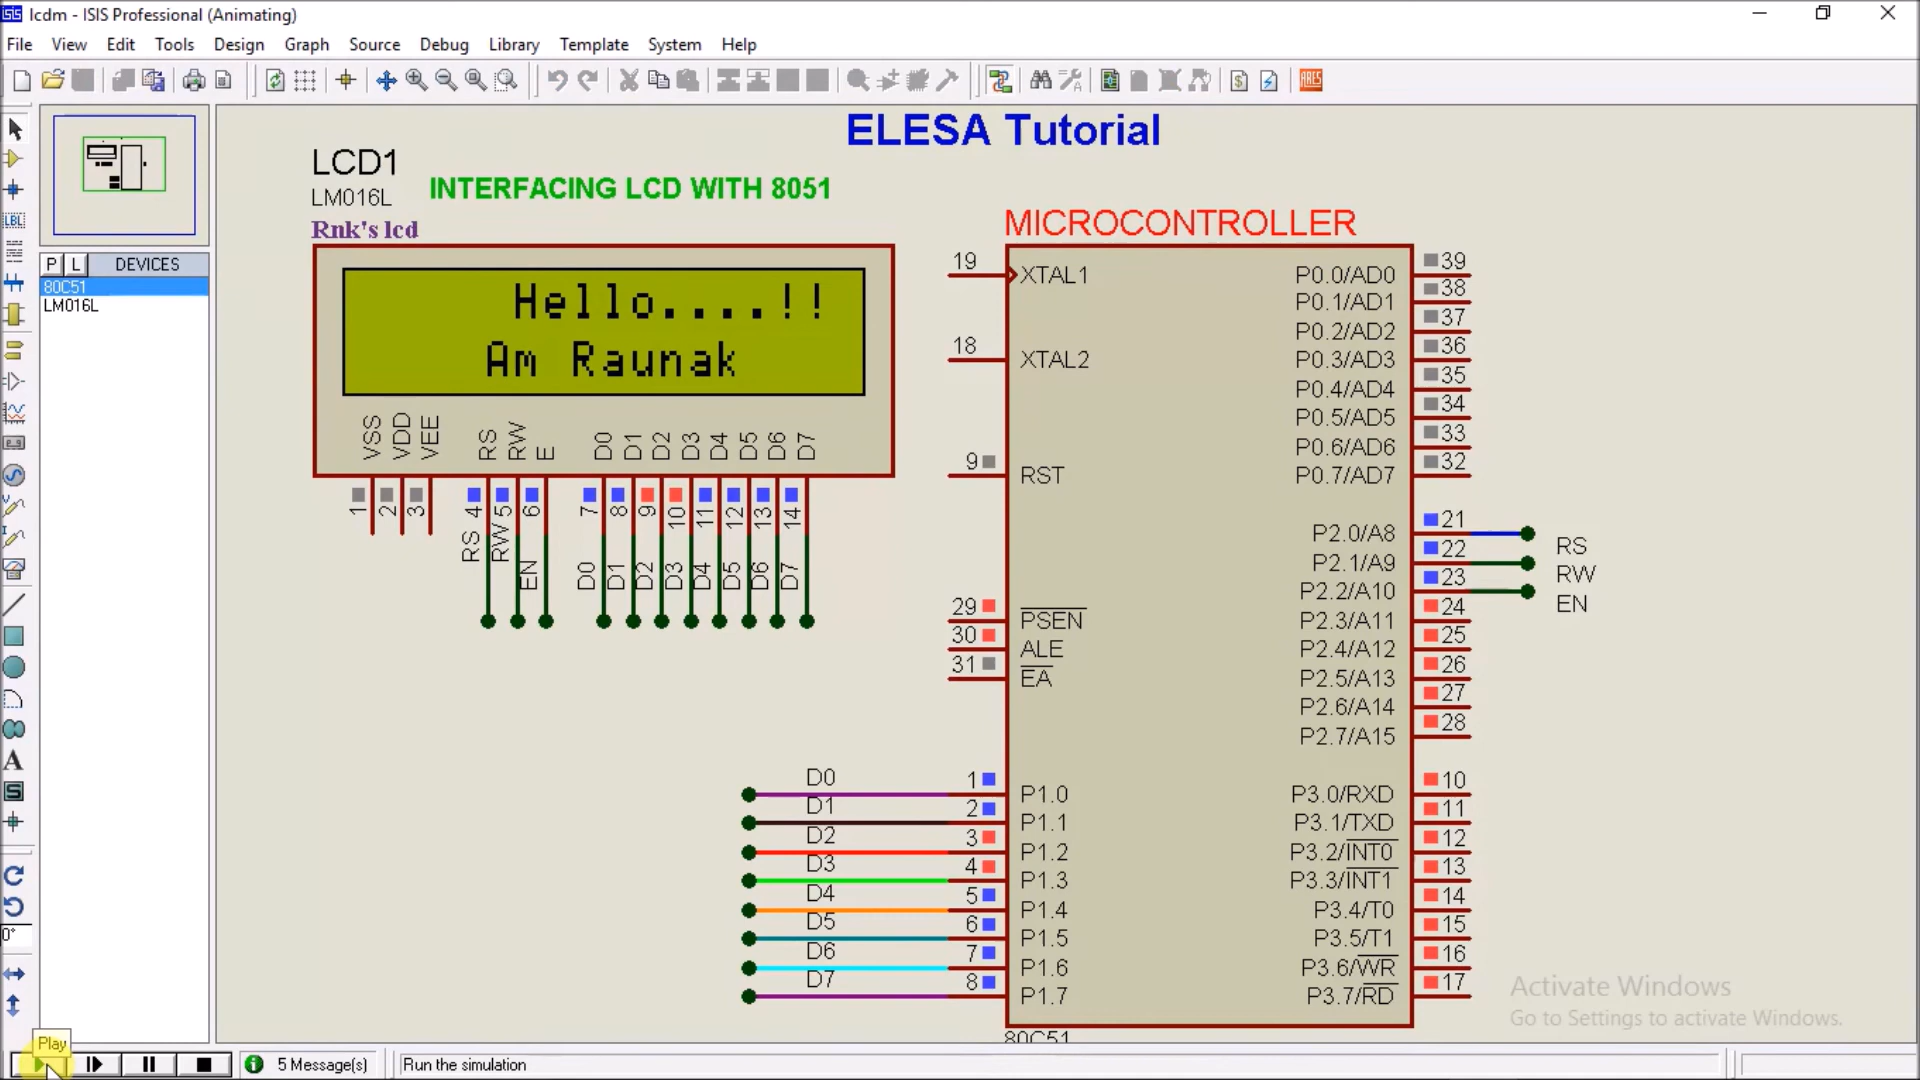 lcdm - ISIS Professional (Animating)
File View Edit Tools Design Graph Source Debug Library Template System Help
LBL
ARES
P L DEVICES
80C51
LM016L
ELESA Tutorial
LCD1
LM016L
INTERFACING LCD WITH 8051
Rnk's lcd
Hello....!!
Am Raunak
VSS VDD VEE RS RW E D0 D1 D2 D3 D4 D5 D6 D7
1 2 3 4 5 6 7 8 9 10 11 12 13 14
RS RW EN D0 D1 D2 D3 D4 D5 D6 D7
MICROCONTROLLER
19 XTAL1 P0.0/AD0 39
P0.1/AD1 38
P0.2/AD2 37
18 XTAL2 P0.3/AD3 36
P0.4/AD4 35
P0.5/AD5 34
P0.6/AD6 33
9 RST P0.7/AD7 32
P2.0/A8 21 RS
P2.1/A9 22 RW
P2.2/A10 23 EN
29 PSEN P2.3/A11 24
30 ALE P2.4/A12 25
31 EA P2.5/A13 26
P2.6/A14 27
P2.7/A15 28
D0 1 P1.0 P3.0/RXD 10
D1 2 P1.1 P3.1/TXD 11
D2 3 P1.2 P3.2/INT0 12
D3 4 P1.3 P3.3/INT1 13
D4 5 P1.4 P3.4/T0 14
D5 6 P1.5 P3.5/T1 15
D6 7 P1.6 P3.6/WR 16
D7 8 P1.7 P3.7/RD 17
80C51
Activate Windows
Go to Settings to activate Windows.
0°
Play
5 Message(s) Run the simulation